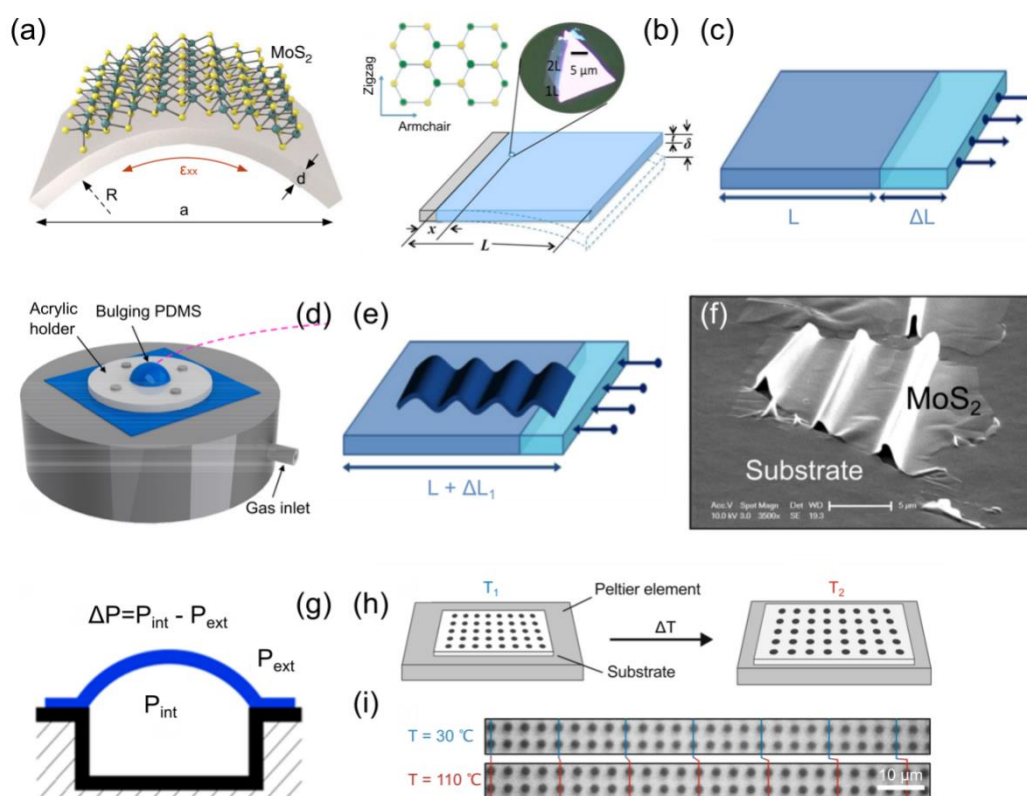 (a)
MoS₂
εxx
d
R
a
Zigzag
Armchair
2L
1L
5 μm
(b)
t
δ
x
L
(c)
L
ΔL
(d)
Acrylic
holder
Bulging PDMS
Gas inlet
(e)
L + ΔL₁
(f)
MoS₂
Substrate
Acc.V Spot Magn Det WD 5 μm
10.0 kV 3.0 3500x SE 19.3
(g)
ΔP=Pint - Pext
Pext
Pint
(h)
T₁
Peltier element
T₂
ΔT
Substrate
(i)
T = 30 ℃
T = 110 ℃
10 μm